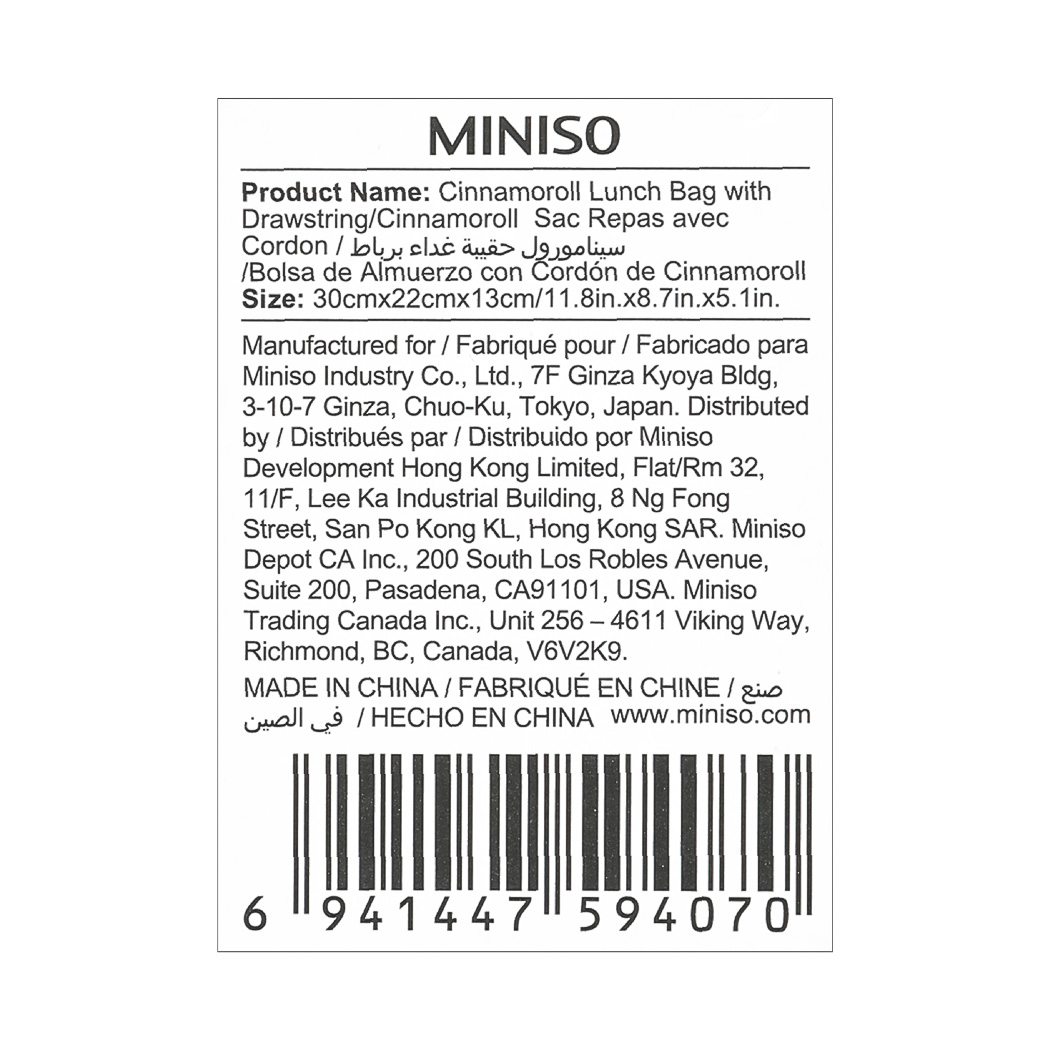 MINISO
Product Name: Cinnamoroll Lunch Bag with
Drawstring/Cinnamoroll Sac Repas avec
Cordon / سينامورول حقيبة غداء برباط
/Bolsa de Almuerzo con Cordón de Cinnamoroll
Size: 30cmx22cmx13cm/11.8in.x8.7in.x5.1in.
Manufactured for / Fabriqué pour / Fabricado para
Miniso Industry Co., Ltd., 7F Ginza Kyoya Bldg,
3-10-7 Ginza, Chuo-Ku, Tokyo, Japan. Distributed
by / Distribués par / Distribuido por Miniso
Development Hong Kong Limited, Flat/Rm 32,
11/F, Lee Ka Industrial Building, 8 Ng Fong
Street, San Po Kong KL, Hong Kong SAR. Miniso
Depot CA Inc., 200 South Los Robles Avenue,
Suite 200, Pasadena, CA91101, USA. Miniso
Trading Canada Inc., Unit 256 – 4611 Viking Way,
Richmond, BC, Canada, V6V2K9.
MADE IN CHINA / FABRIQUÉ EN CHINE / صنع
في الصين / HECHO EN CHINA www.miniso.com
6 941447 594070